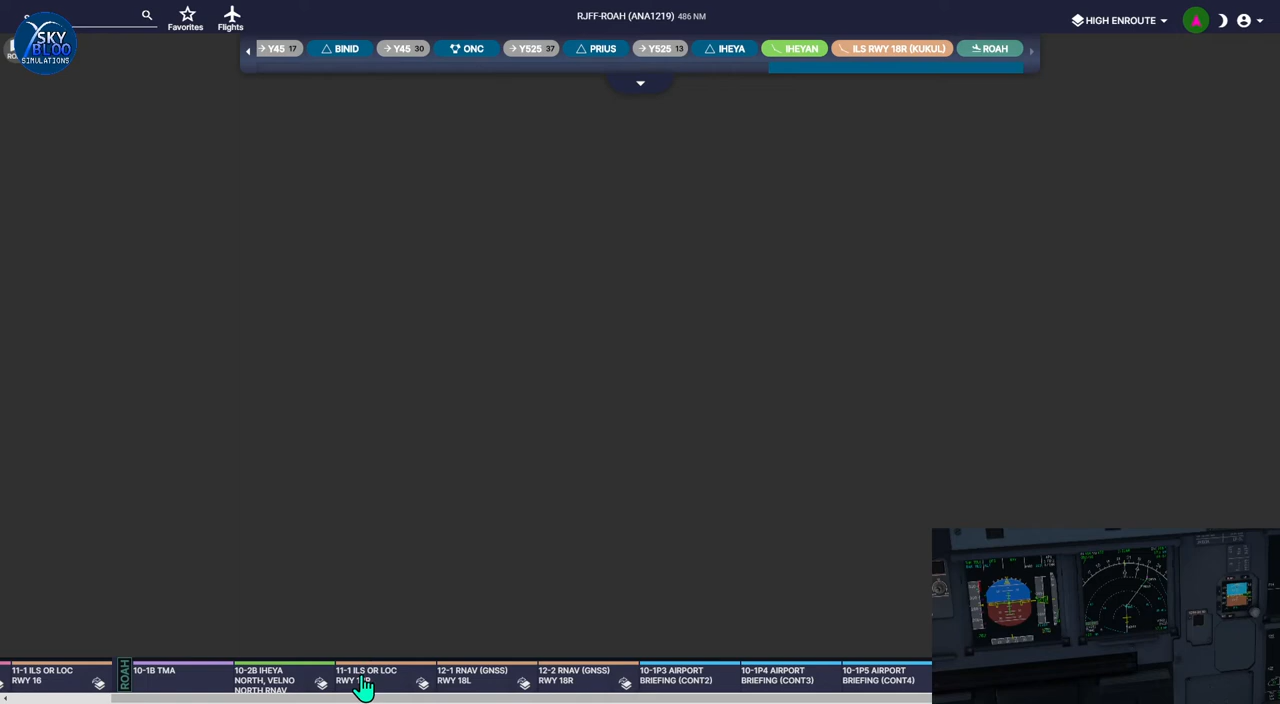 SKY
BLOO
SIMULATIONS
Favorites
Flights
RJFF-ROAH (ANA1219) 486 NM
HIGH ENROUTE
Y45 17
BINID
Y45 30
ONC
Y525 37
PRIUS
Y525 13
IHEYA
IHEYAN
ILS RWY 18R (KUKUL)
ROAH
11-1 ILS OR LOC
RWY 16
ROAH
10-1B TMA
10-2B IHEYA
NORTH, VELNO
NORTH RNAV
11-1 ILS OR LOC
RWY
12-1 RNAV (GNSS)
RWY 18L
12-2 RNAV (GNSS)
RWY 18R
10-1P3 AIRPORT
BRIEFING (CONT2)
10-1P4 AIRPORT
BRIEFING (CONT3)
10-1P5 AIRPORT
BRIEFING (CONT4)